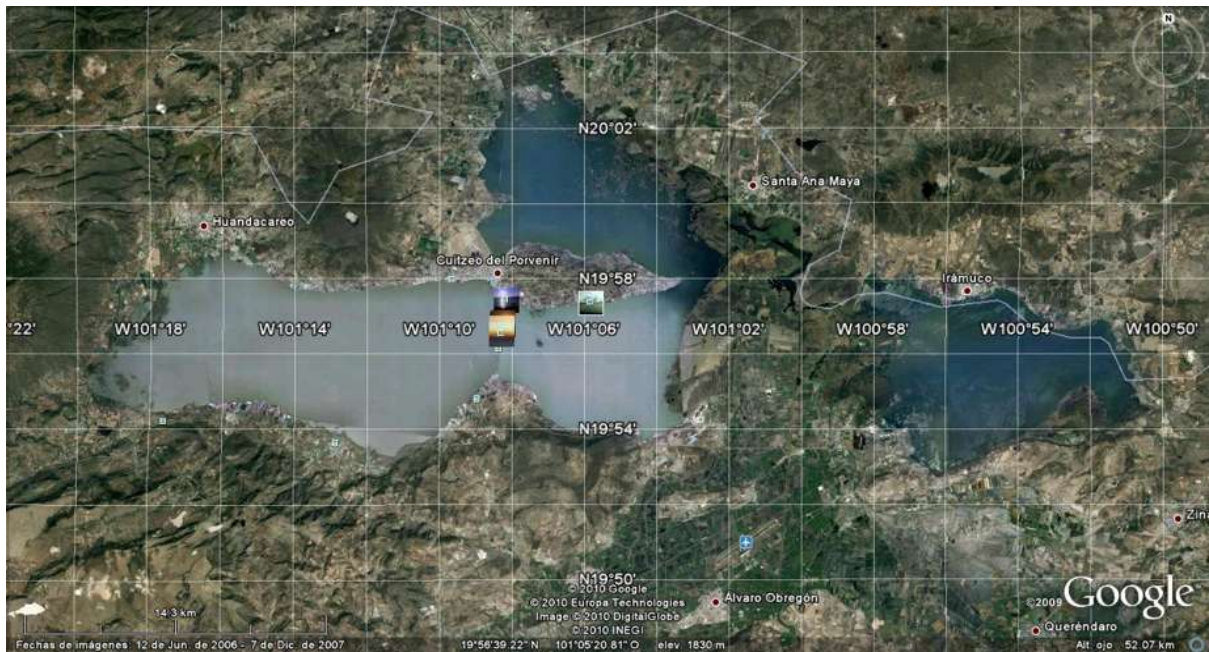 N
N20°02'
Santa Ana Maya
Huandacareo
Cuitzeo del Porvenir
N19°58'
Irámuco
°22'
W101°18'
W101°14'
W101°10'
W101°06'
W101°02'
W100°58'
W100°54'
W100°50'
N19°54'
Zina
N19°50'
© 2010 Google
© 2010 Europa Technologies
Image © 2010 DigitalGlobe
© 2010 INEGI
Álvaro Obregón
©2009 Google
14.3 km
Queréndaro
Fechas de imágenes: 12 de Jun. de 2006 - 7 de Dic. de 2007
19°56'39.22" N 101°05'20.81" O elev. 1830 m
Alt. ojo 52.07 km